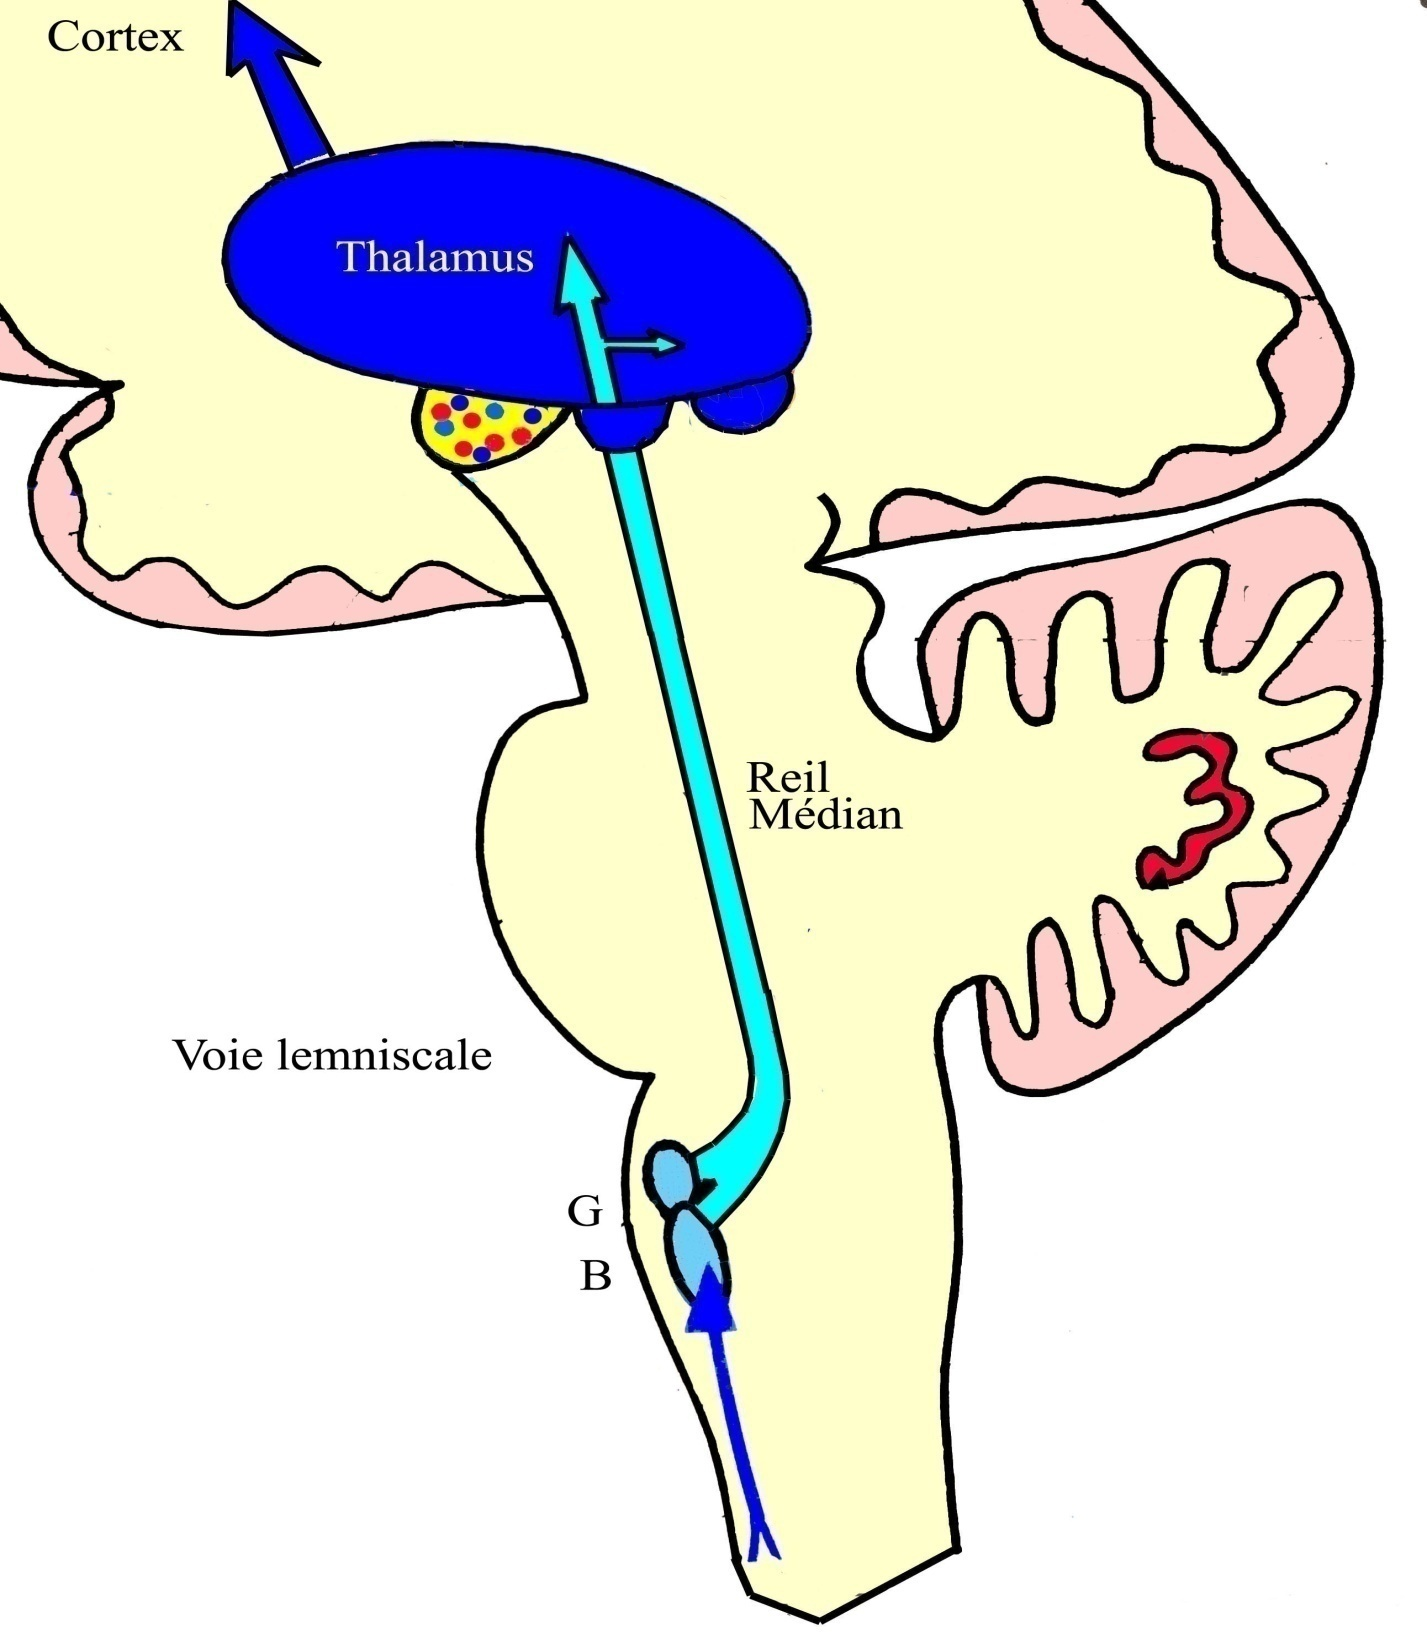 Cortex
Thalamus
Reil
Médian
Voie lemniscale
G
B